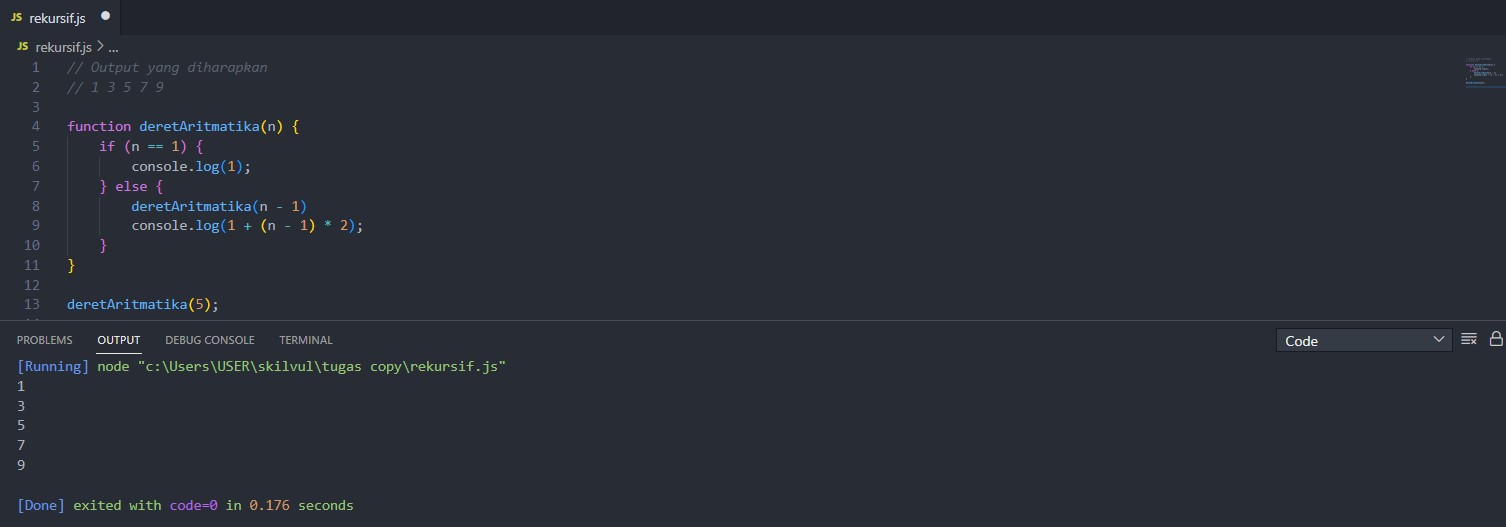 JS rekursif.js
JS rekursif.js > ...
1 // Output yang diharapkan
2 // 1 3 5 7 9
3
4 function deretAritmatika(n) {
5     if (n == 1) {
6         console.log(1);
7     } else {
8         deretAritmatika(n - 1)
9         console.log(1 + (n - 1) * 2);
10     }
11 }
12
13 deretAritmatika(5);
PROBLEMS OUTPUT DEBUG CONSOLE TERMINAL Code
[Running] node "c:\Users\USER\skilvul\tugas copy\rekursif.js"
1
3
5
7
9
[Done] exited with code=0 in 0.176 seconds